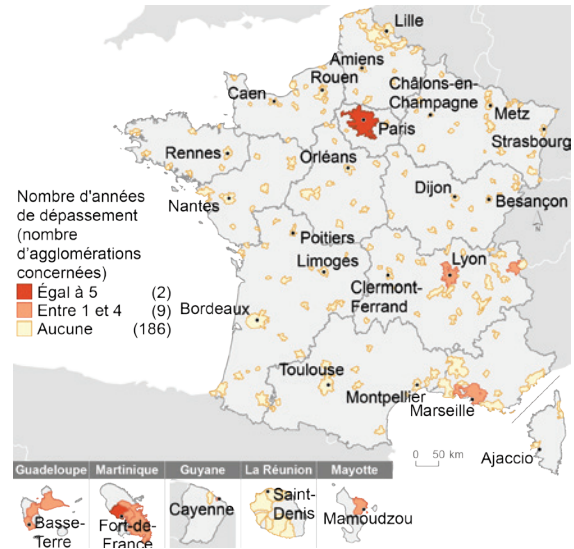 Lille
Amiens
Rouen
Caen
Châlons-en-
Champagne
Metz
Paris
Strasbourg
Rennes
Orléans
Dijon
Besançon
Nantes
Nombre d'années
de dépassement
(nombre
d'agglomérations
concernées)
Égal à 5 (2)
Entre 1 et 4 (9)
Aucune (186)
Poitiers
Limoges
Lyon
Clermont-
Ferrand
Bordeaux
Toulouse
Montpellier
Marseille
0 50 km
Ajaccio
N
Guadeloupe
Martinique
Guyane
La Réunion
Mayotte
Basse-
Terre
Fort-de-
France
Cayenne
Saint-
Denis
Mamoudzou